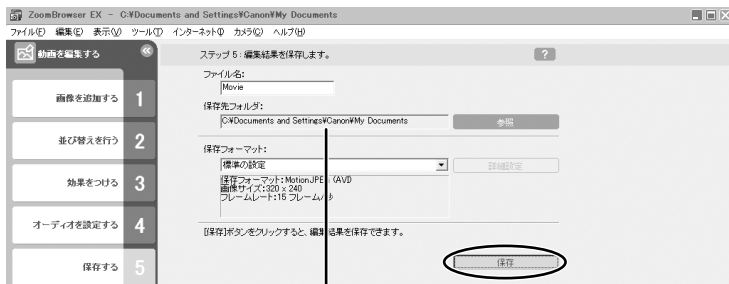 ZoomBrowser EX - C:¥Documents and Settings¥Canon¥My Documents
ファイル(F) 編集(E) 表示(V) ツール(T) インターネット(I) カメラ(C) ヘルプ(H)
動画を編集する
ステップ 5 : 編集結果を保存します。
?
ファイル名:
Movie
画像を追加する 1
保存先フォルダ:
C:¥Documents and Settings¥Canon¥My Documents 参照
並び替えを行う 2
保存フォーマット:
標準の設定 詳細設定
効果をつける 3
保存フォーマット:MotionJPEG (AVI)
画像サイズ:320 x 240
フレームレート:15 フレーム/秒
オーディオを設定する 4
[保存]ボタンをクリックすると、編集結果を保存できます。
保存する 5
保存